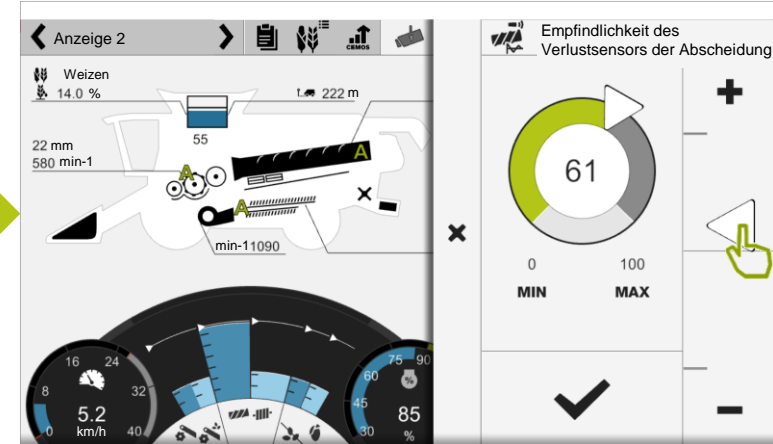 Anzeige 2
CEMOS
Weizen
14.0 %
222 m
55
22 mm
580 min-1
A
A
A
min-11090
16
24
8
32
0
40
5.2
km/h
75
90
60
45
30
%
85
%
Empfindlichkeit des
Verlustsensors der Abscheidung
61
0
100
MIN
MAX